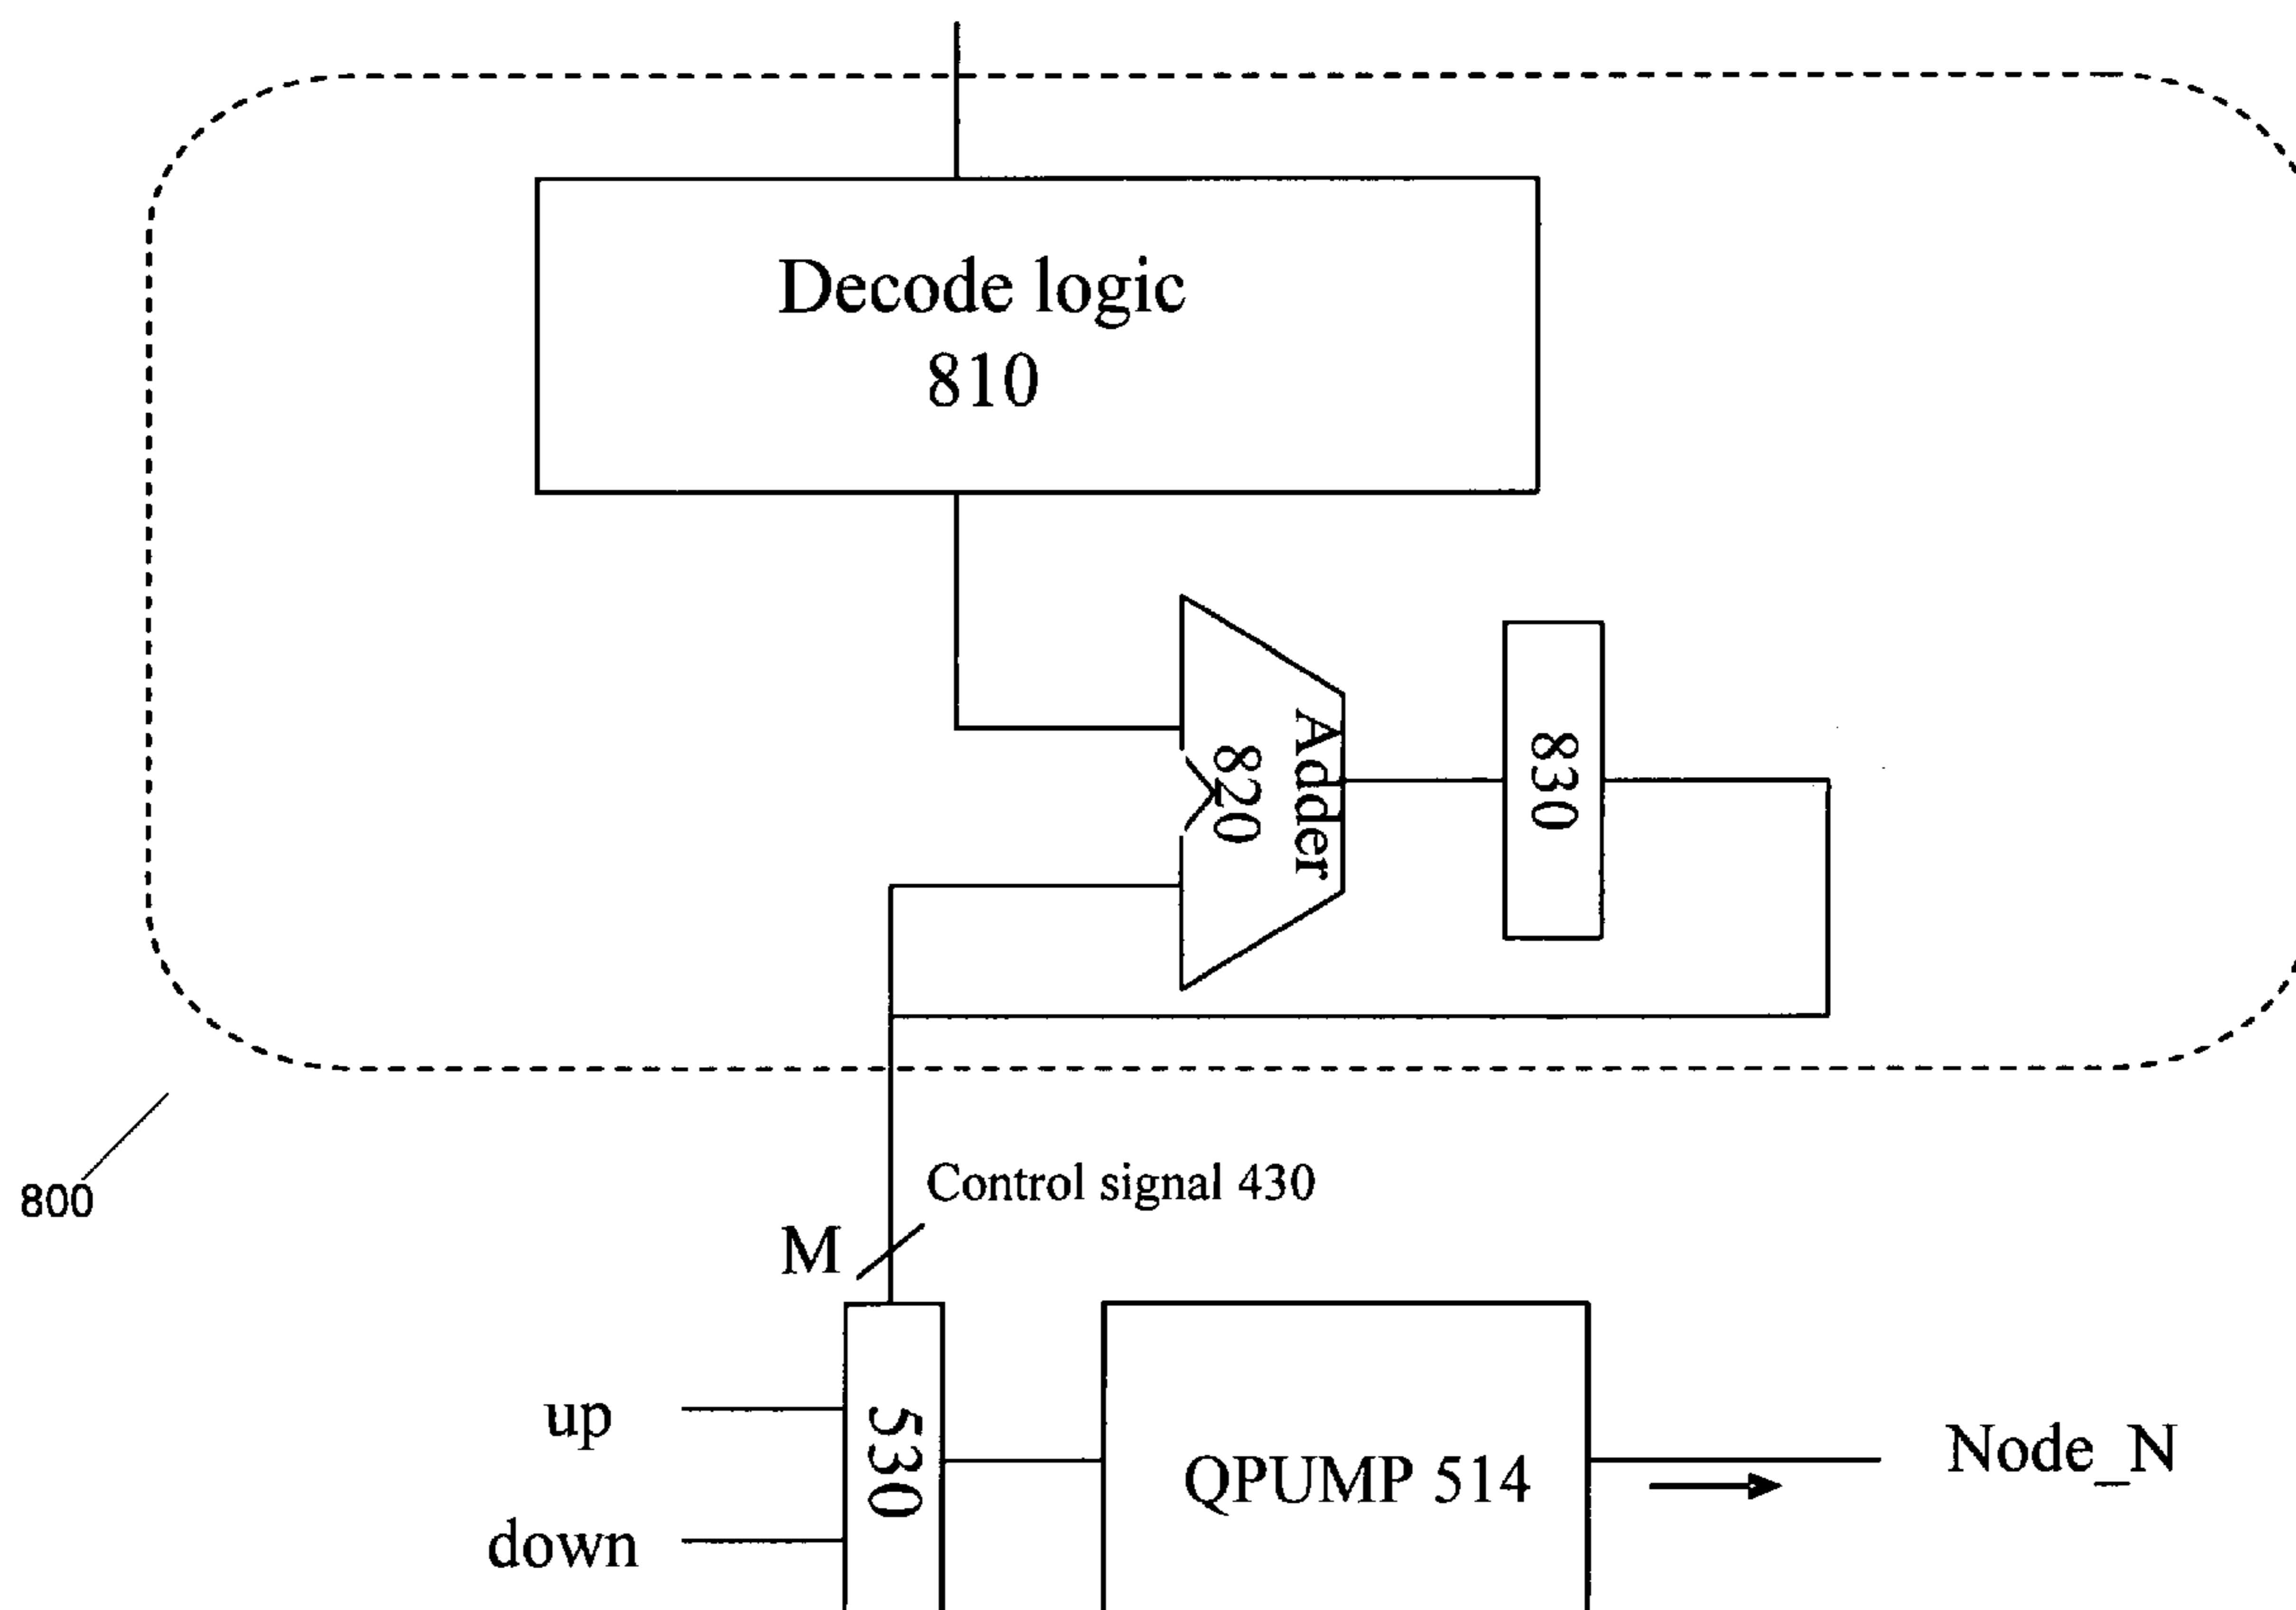 Decode logic
810
Adder
820
830
800
Control signal 430
M
up
530
QPUMP 514
Node_N
down